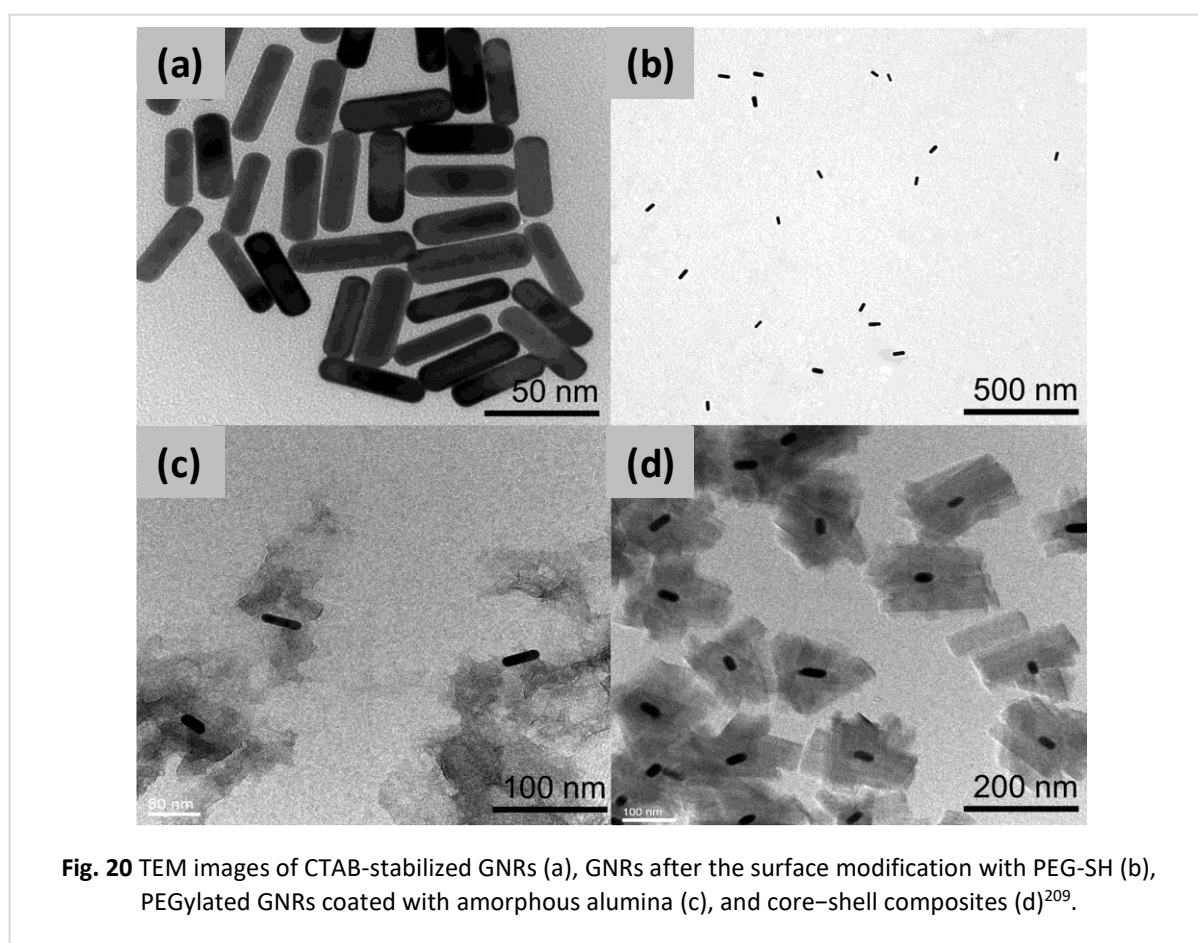 (a)
(b)
50 nm
500 nm
(c)
(d)
50 nm
100 nm
100 nm
200 nm
Fig. 20 TEM images of CTAB-stabilized GNRs (a), GNRs after the surface modification with PEG-SH (b),
PEGylated GNRs coated with amorphous alumina (c), and core−shell composites (d)209.